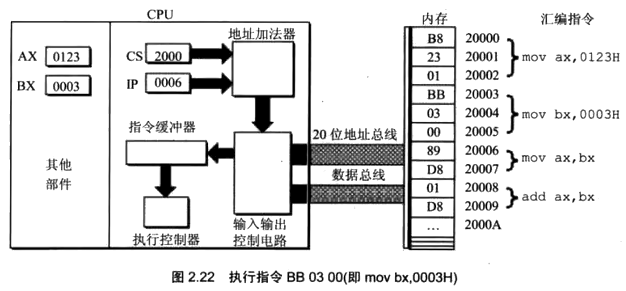 CPU
内存
汇编指令
地址加法器
AX 0123
CS 2000
BX 0003
IP 0006
B8 20000
23 20001
01 20002
mov ax,0123H
BB 20003
03 20004
00 20005
mov bx,0003H
89 20006
D8 20007
mov ax,bx
01 20008
D8 20009
add ax,bx
… 2000A
指令缓冲器
20位地址总线
数据总线
其他
部件
执行控制器
输入输出
控制电路
图 2.22 执行指令 BB 03 00(即 mov bx,0003H)